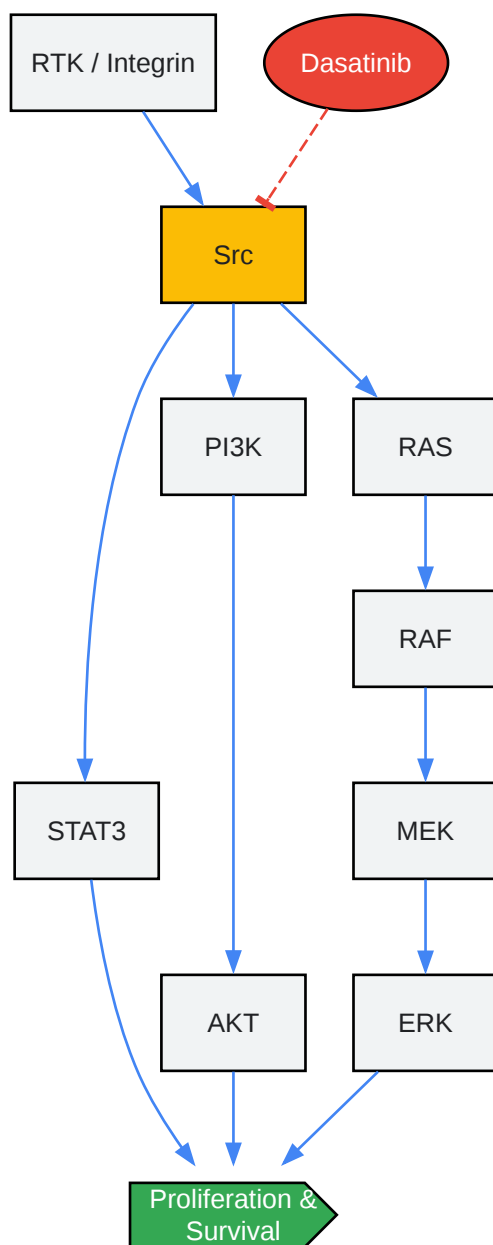 RTK / Integrin
Dasatinib
Src
PI3K
RAS
RAF
STAT3
MEK
AKT
ERK
Proliferation &
Survival